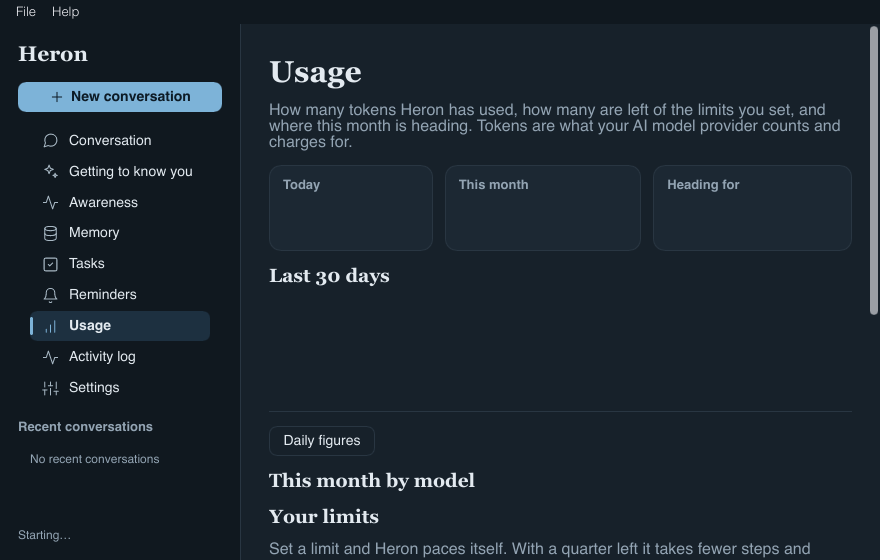 File Help
Heron
+ New conversation
Conversation
Getting to know you
Awareness
Memory
Tasks
Reminders
Usage
Activity log
Settings
Recent conversations
No recent conversations
Starting...
Usage
How many tokens Heron has used, how many are left of the limits you set, and
where this month is heading. Tokens are what your AI model provider counts and
charges for.
Today
This month
Heading for
Last 30 days
Daily figures
This month by model
Your limits
Set a limit and Heron paces itself. With a quarter left it takes fewer steps and